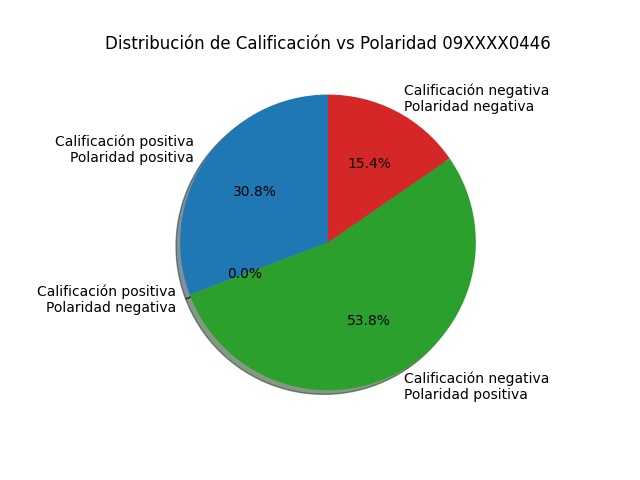 Distribución de Calificación vs Polaridad 09XXXX0446
Calificación negativa
Polaridad negativa
Calificación positiva
Polaridad positiva
15.4%
30.8%
0.0%
Calificación positiva
Polaridad negativa
53.8%
Calificación negativa
Polaridad positiva